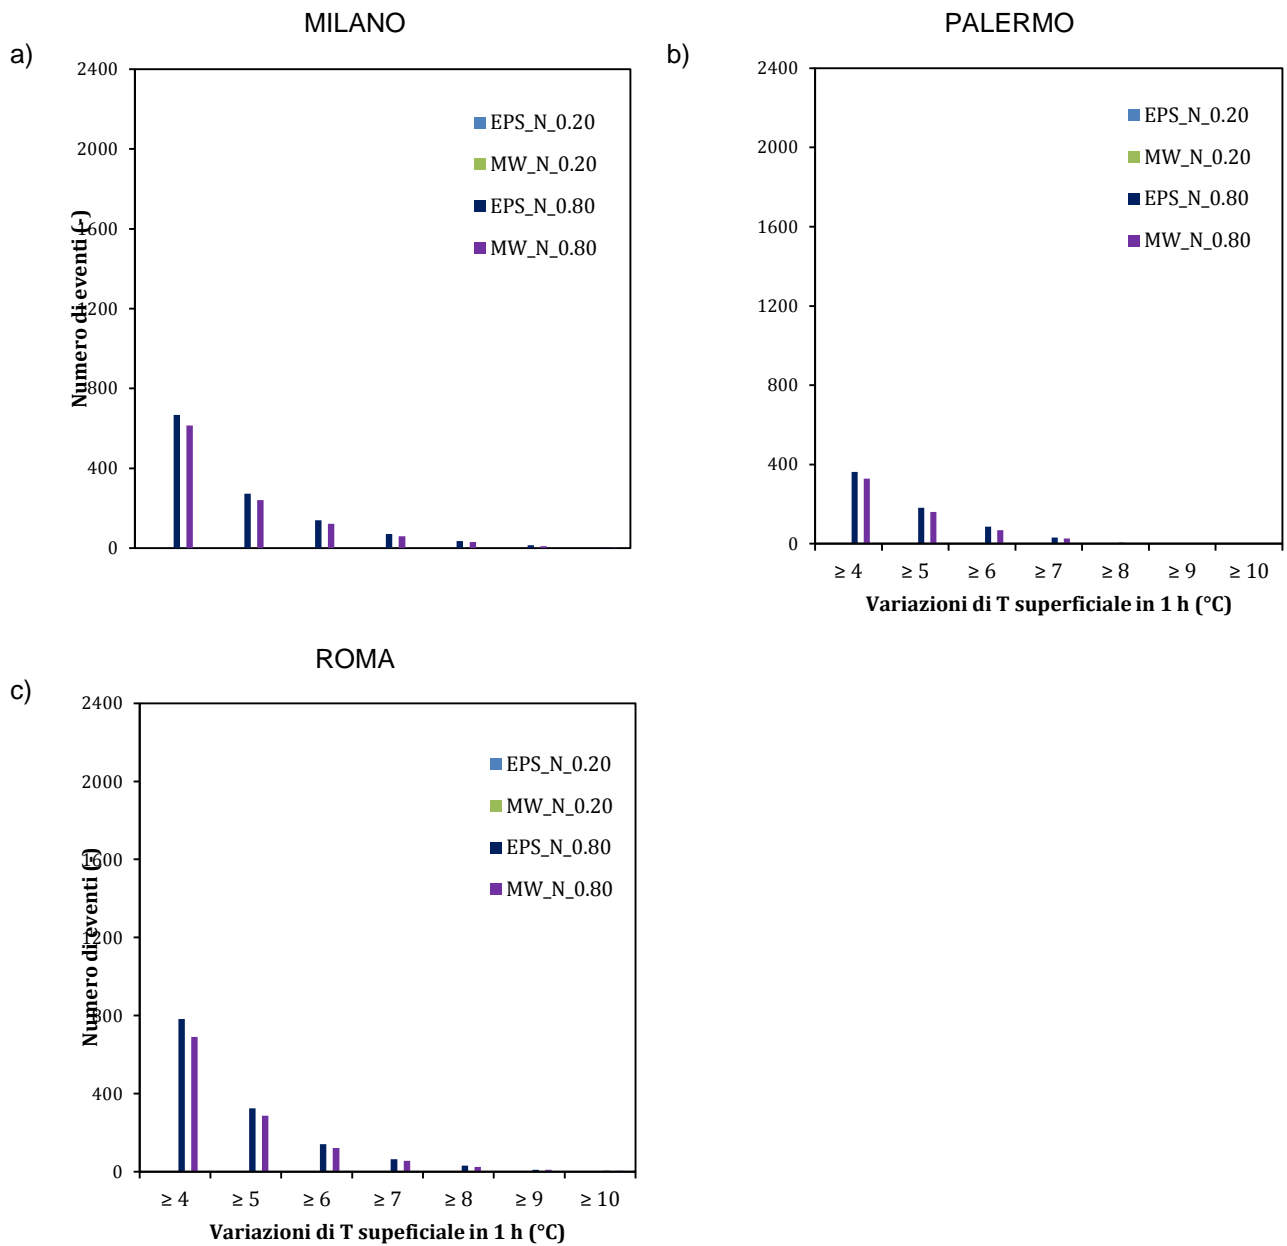 MILANO
a)
2400
2000
1600
1200
800
400
0
Numero di eventi (-)
EPS_N_0.20
MW_N_0.20
EPS_N_0.80
MW_N_0.80
PALERMO
b)
2400
2000
1600
1200
800
400
0
EPS_N_0.20
MW_N_0.20
EPS_N_0.80
MW_N_0.80
≥ 4 ≥ 5 ≥ 6 ≥ 7 ≥ 8 ≥ 9 ≥ 10
Variazioni di T superficiale in 1 h (°C)
ROMA
c)
2400
2000
1600
1200
800
400
0
Numero di eventi (-)
EPS_N_0.20
MW_N_0.20
EPS_N_0.80
MW_N_0.80
≥ 4 ≥ 5 ≥ 6 ≥ 7 ≥ 8 ≥ 9 ≥ 10
Variazioni di T supeficiale in 1 h (°C)